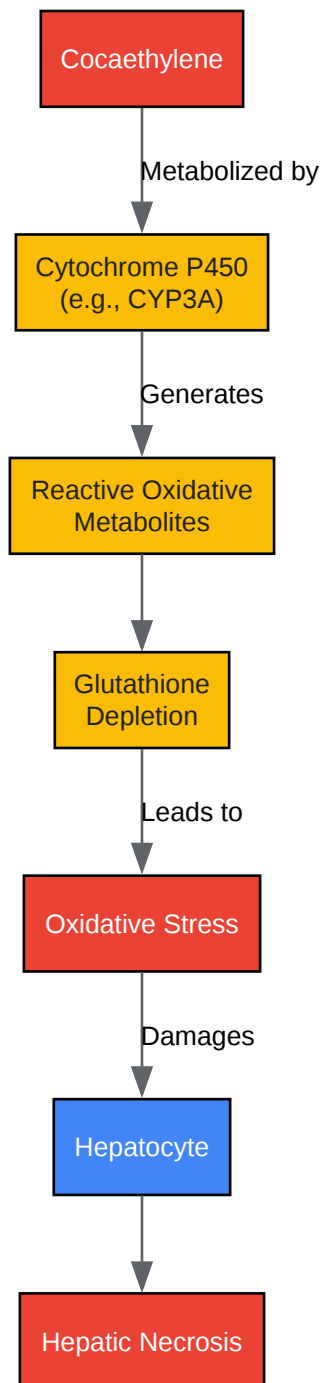 Cocaethylene
Metabolized by
Cytochrome P450
(e.g., CYP3A)
Generates
Reactive Oxidative
Metabolites
Glutathione
Depletion
Leads to
Oxidative Stress
Damages
Hepatocyte
Hepatic Necrosis